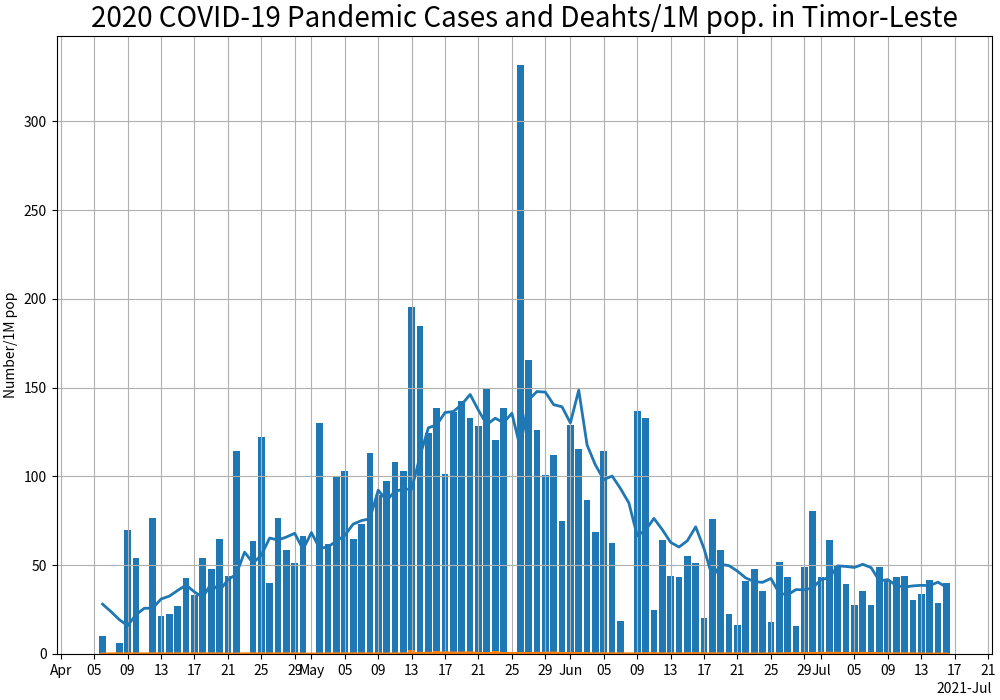 2020 COVID-19 Pandemic Cases and Deahts/1M pop. in Timor-Leste
Number/1M pop
300
250
200
150
100
50
0
Apr 05 09 13 17 21 25 29 May 05 09 13 17 21 25 29 Jun 05 09 13 17 21 25 29 Jul 05 09 13 17 21
2021-Jul